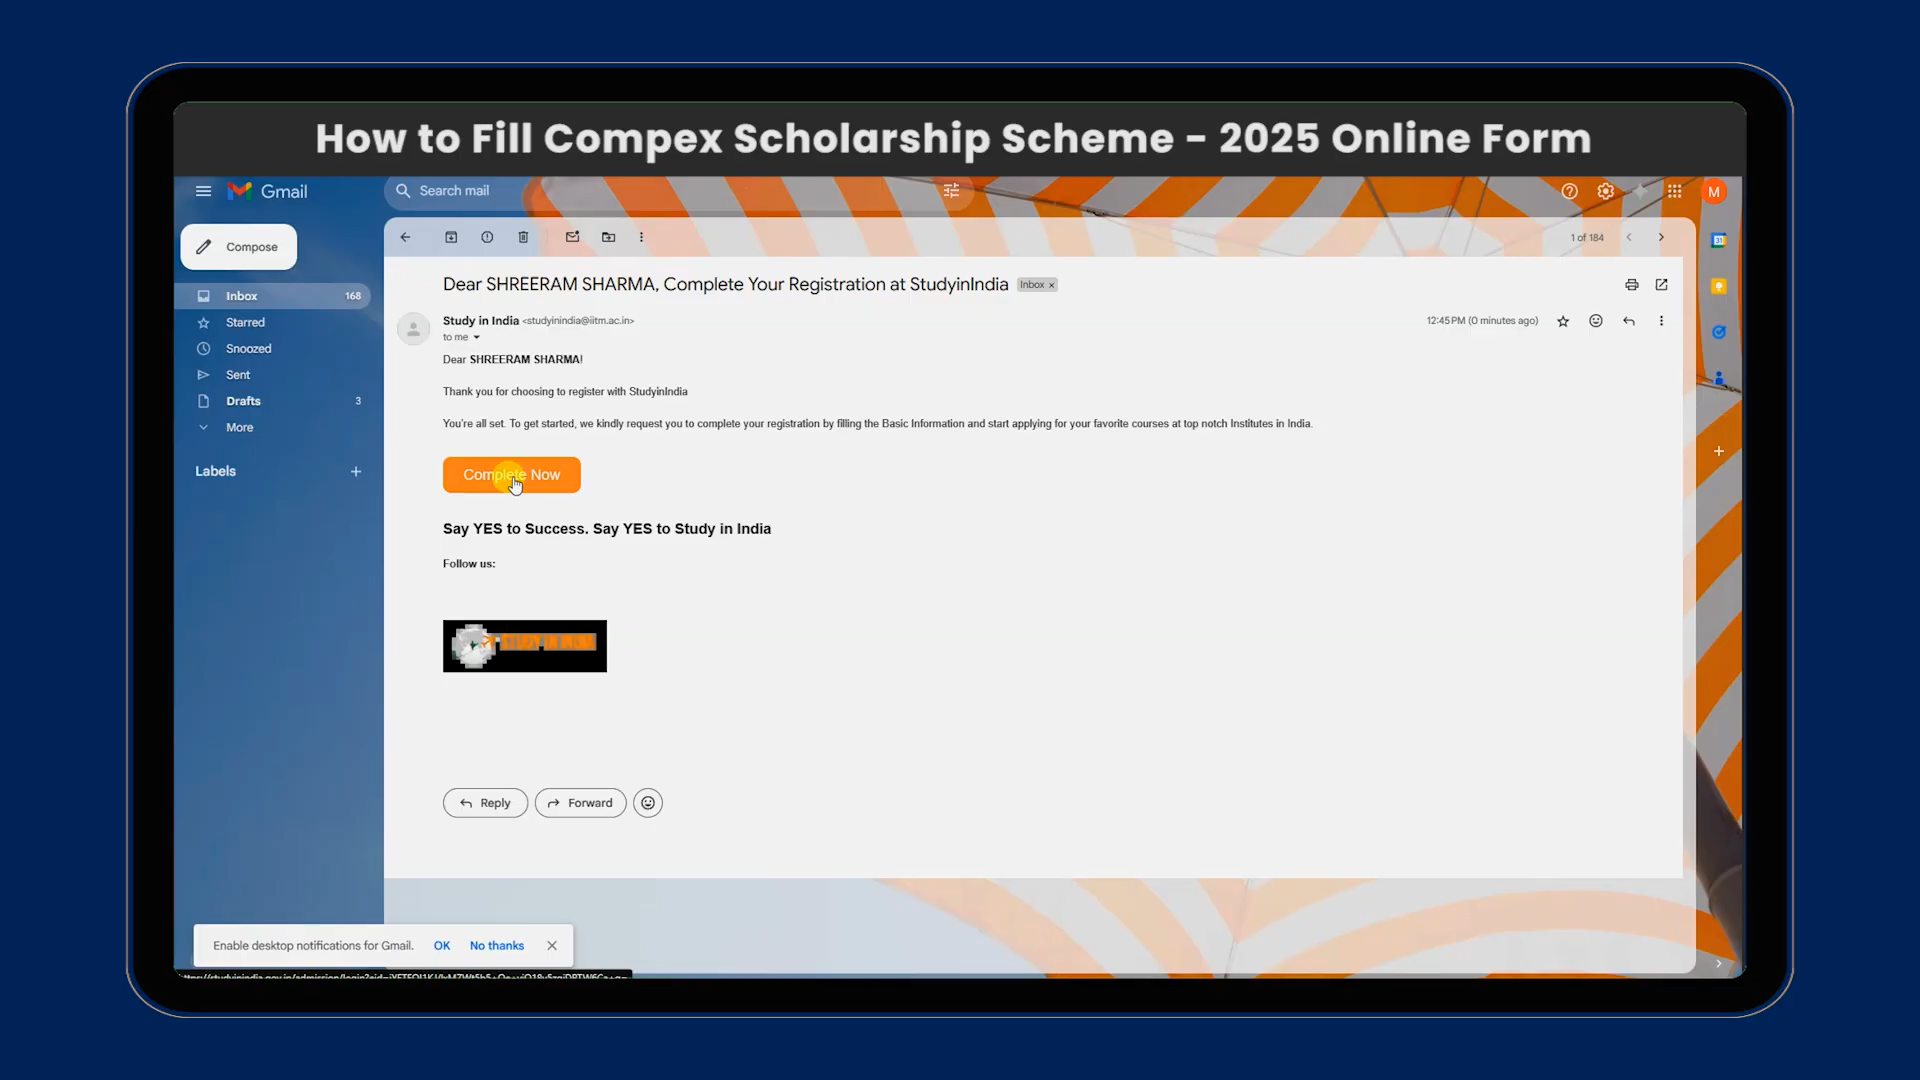 How to Fill Compex Scholarship Scheme - 2025 Online Form
Gmail
Search mail
M
Compose
1 of 184
31
Inbox 168
Starred
Snoozed
Sent
Drafts 3
More
Labels
Dear SHREERAM SHARMA, Complete Your Registration at StudyinIndia Inbox x
Study in India <studyinindia@iitm.ac.in>
12:45 PM (0 minutes ago)
to me
Dear SHREERAM SHARMA!
Thank you for choosing to register with StudyinIndia
You're all set. To get started, we kindly request you to complete your registration by filling the Basic Information and start applying for your favorite courses at top notch Institutes in India.
Complete Now
Say YES to Success. Say YES to Study in India
Follow us:
STUDY IN INDIA
Reply
Forward
Enable desktop notifications for Gmail. OK No thanks